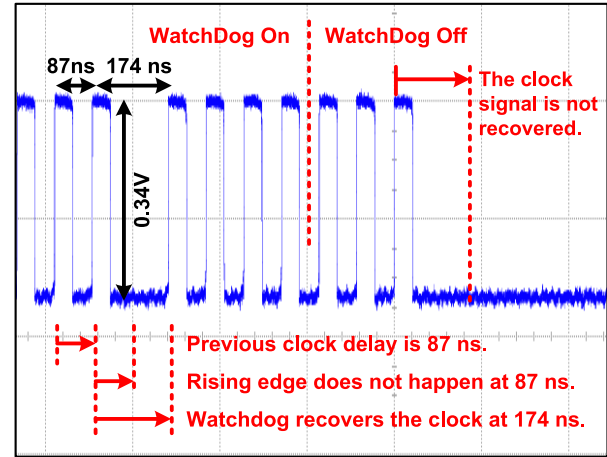 WatchDog On
WatchDog Off
87ns
174 ns
The clock
signal is not
recovered.
0.34V
Previous clock delay is 87 ns.
Rising edge does not happen at 87 ns.
Watchdog recovers the clock at 174 ns.